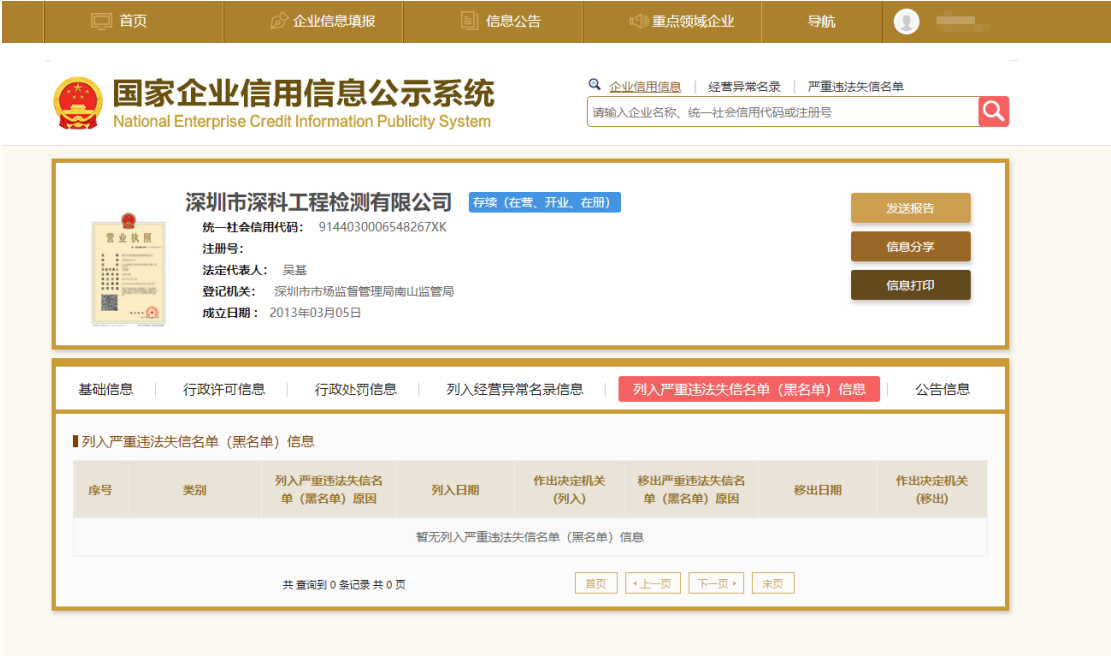 首页 企业信息填报 信息公告 重点领域企业 导航
国家企业信用信息公示系统
National Enterprise Credit Information Publicity System
企业信用信息 经营异常名录 严重违法失信名单
请输入企业名称、统一社会信用代码或注册号
深圳市深科工程检测有限公司 存续（在营、开业、在册）
统一社会信用代码： 9144030006548267XK
注册号：
法定代表人： 吴基
登记机关： 深圳市市场监督管理局南山监管局
成立日期： 2013年03月05日
营业执照
发送报告
信息分享
信息打印
基础信息 行政许可信息 行政处罚信息 列入经营异常名录信息 列入严重违法失信名单（黑名单）信息 公告信息
列入严重违法失信名单（黑名单）信息
序号 类别 列入严重违法失信名单（黑名单）原因 列入日期 作出决定机关(列入) 移出严重违法失信名单（黑名单）原因 移出日期 作出决定机关(移出)
暂无列入严重违法失信名单（黑名单）信息
共 查询到 0 条记录 共 0 页 首页 上一页 下一页 末页